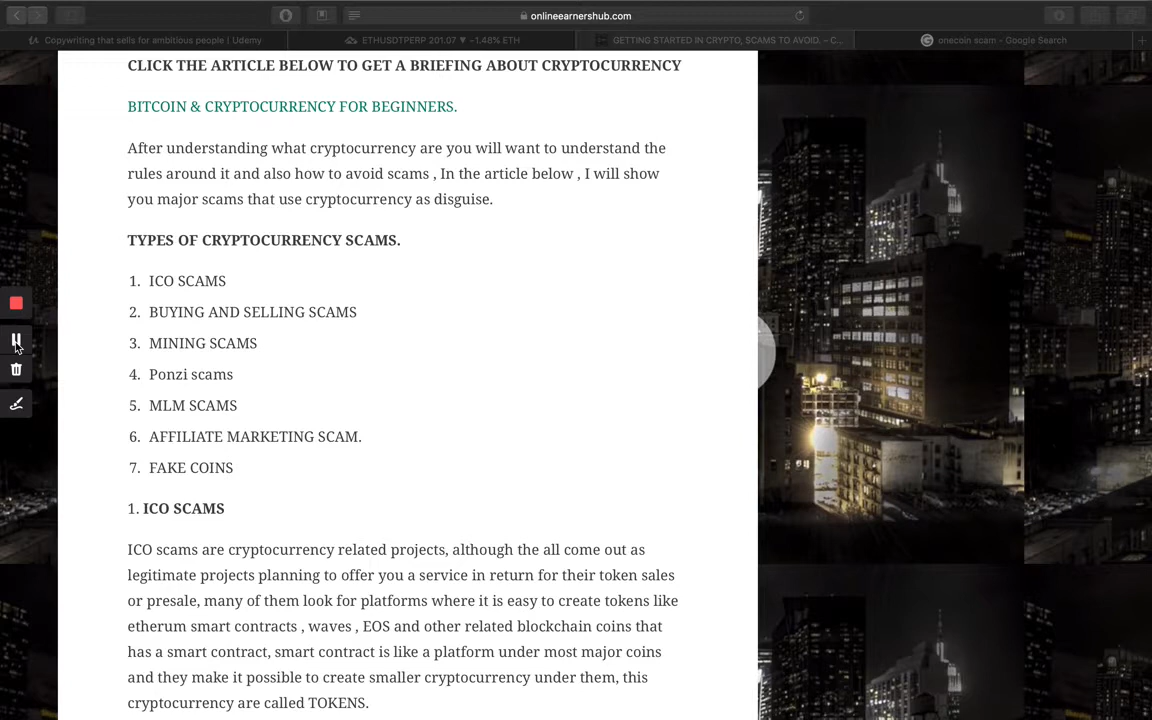 onlineearnershub.com
Copywriting that sells for ambitious people | Udemy
ETHUSDTPERP 201.07 ▼ −1.48% ETH
GETTING STARTED IN CRYPTO, SCAMS TO AVOID. – C...
onecoin scam - Google Search
CLICK THE ARTICLE BELOW TO GET A BRIEFING ABOUT CRYPTOCURRENCY
BITCOIN & CRYPTOCURRENCY FOR BEGINNERS.
After understanding what cryptocurrency are you will want to understand the
rules around it and also how to avoid scams , In the article below , I will show
you major scams that use cryptocurrency as disguise.
TYPES OF CRYPTOCURRENCY SCAMS.
1. ICO SCAMS
2. BUYING AND SELLING SCAMS
3. MINING SCAMS
4. Ponzi scams
5. MLM SCAMS
6. AFFILIATE MARKETING SCAM.
7. FAKE COINS
1. ICO SCAMS
ICO scams are cryptocurrency related projects, although the all come out as
legitimate projects planning to offer you a service in return for their token sales
or presale, many of them look for platforms where it is easy to create tokens like
etherum smart contracts , waves , EOS and other related blockchain coins that
has a smart contract, smart contract is like a platform under most major coins
and they make it possible to create smaller cryptocurrency under them, this
cryptocurrency are called TOKENS.